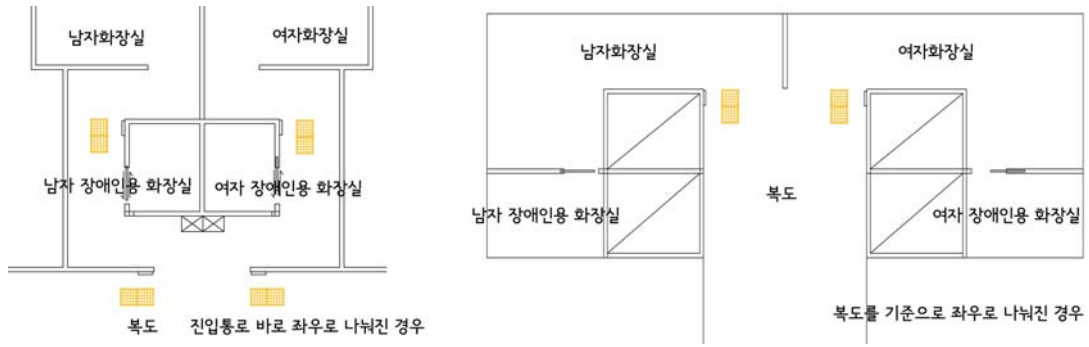 남자화장실
여자화장실
남자 장애인용 화장실
여자 장애인용 화장실
복도
진입통로 바로 좌우로 나눠진 경우
남자화장실
여자화장실
복도
남자 장애인용 화장실
여자 장애인용 화장실
복도를 기준으로 좌우로 나눠진 경우